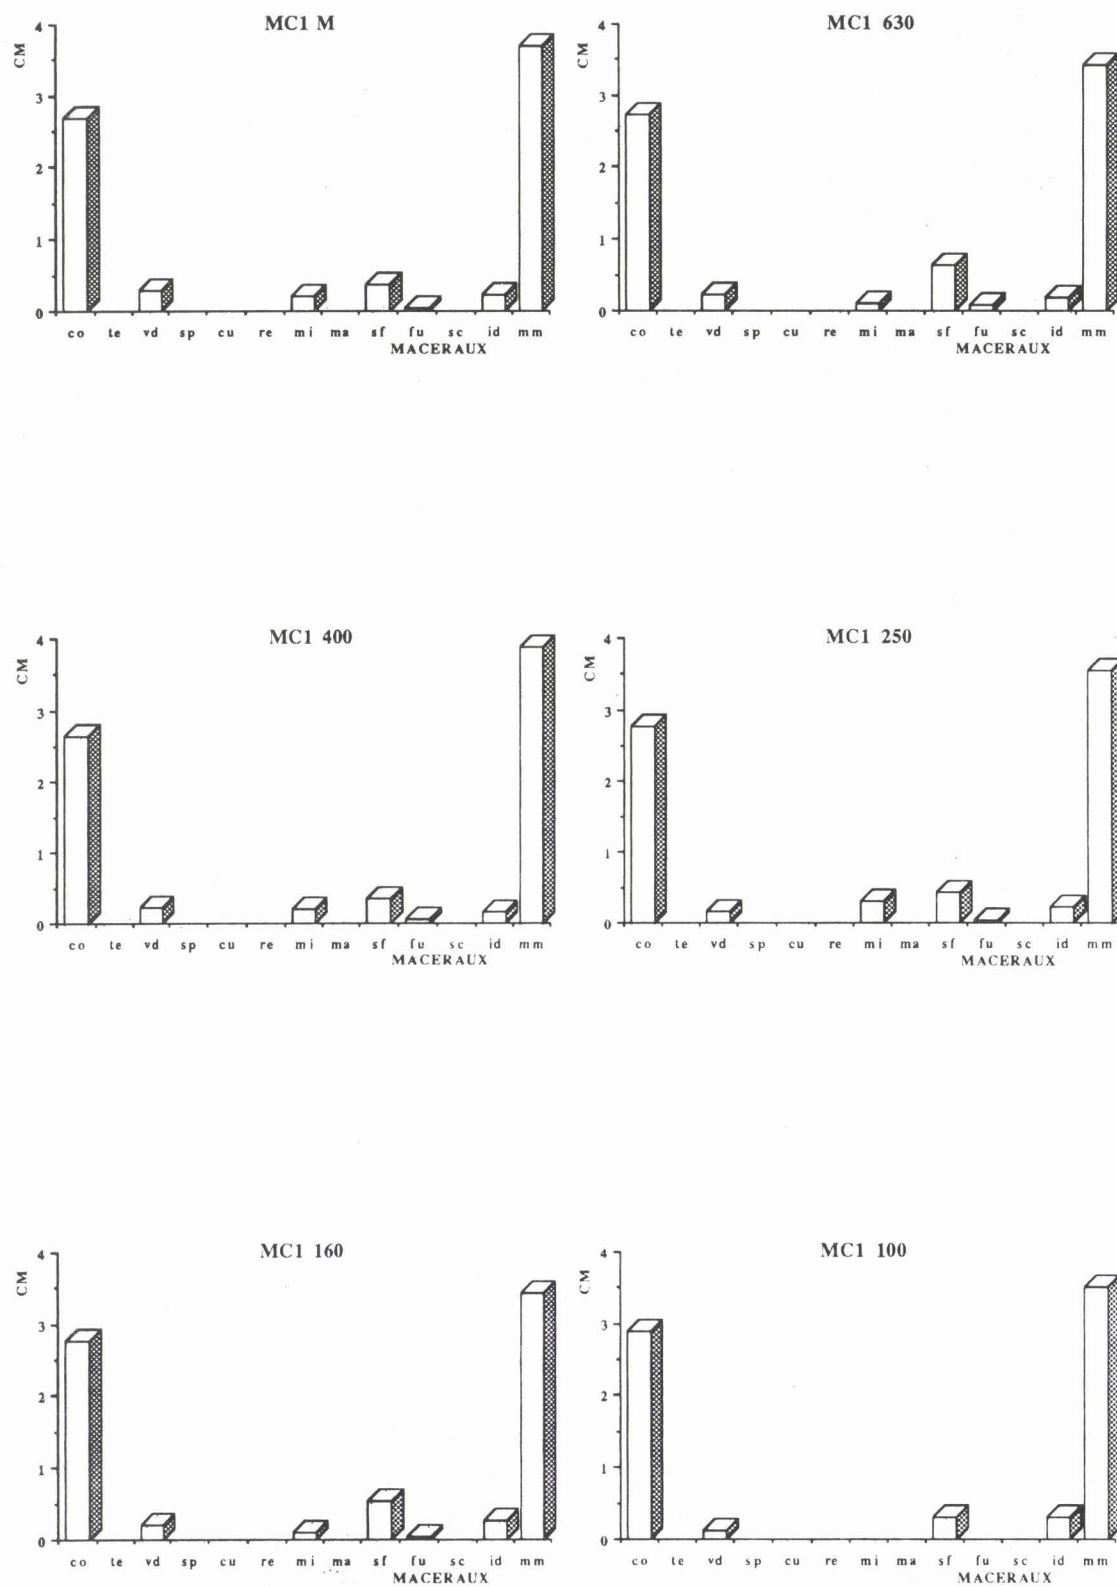 MC1 M
CM
4
3
2
1
0
co te vd sp cu re mi ma sf fu sc id mm
MACERAUX
MC1 630
CM
4
3
2
1
0
co te vd sp cu re mi ma sf fu sc id mm
MACERAUX
MC1 400
CM
4
3
2
1
0
co te vd sp cu re mi ma sf fu sc id mm
MACERAUX
MC1 250
CM
4
3
2
1
0
co te vd sp cu re mi ma sf fu sc id mm
MACERAUX
MC1 160
CM
4
3
2
1
0
co te vd sp cu re mi ma sf fu sc id mm
MACERAUX
MC1 100
CM
4
3
2
1
0
co te vd sp cu re mi ma sf fu sc id mm
MACERAUX